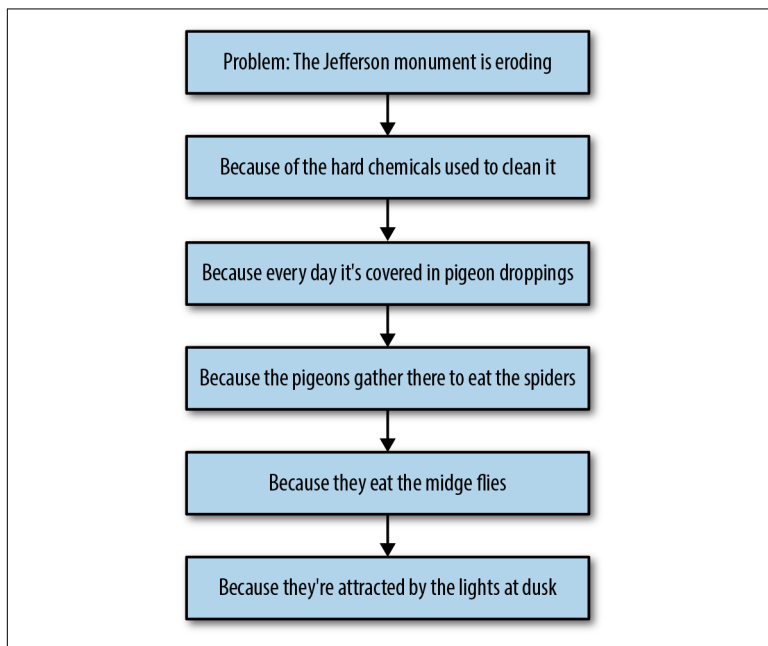 Problem: The Jefferson monument is eroding
Because of the hard chemicals used to clean it
Because every day it's covered in pigeon droppings
Because the pigeons gather there to eat the spiders
Because they eat the midge flies
Because they're attracted by the lights at dusk